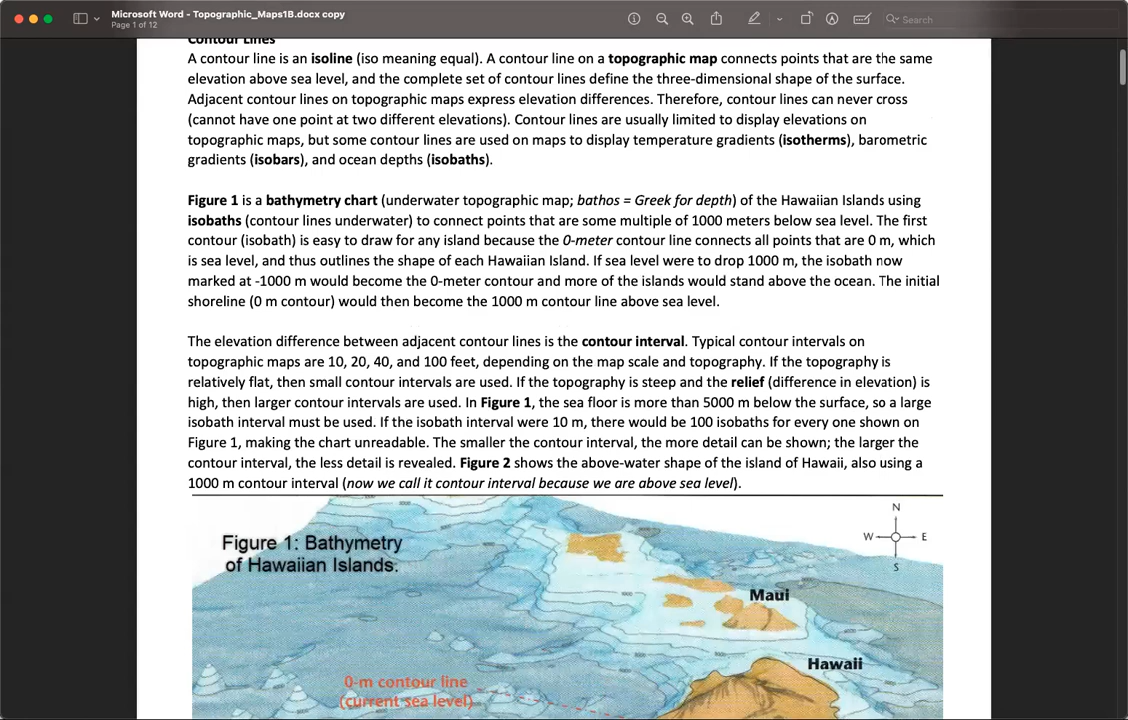 Microsoft Word - Topographic_Maps1B.docx copy
Page 1 of 12
Search
Contour Lines
A contour line is an isoline (iso meaning equal). A contour line on a topographic map connects points that are the same
elevation above sea level, and the complete set of contour lines define the three-dimensional shape of the surface.
Adjacent contour lines on topographic maps express elevation differences. Therefore, contour lines can never cross
(cannot have one point at two different elevations). Contour lines are usually limited to display elevations on
topographic maps, but some contour lines are used on maps to display temperature gradients (isotherms), barometric
gradients (isobars), and ocean depths (isobaths).
Figure 1 is a bathymetry chart (underwater topographic map; bathos = Greek for depth) of the Hawaiian Islands using
isobaths (contour lines underwater) to connect points that are some multiple of 1000 meters below sea level. The first
contour (isobath) is easy to draw for any island because the 0-meter contour line connects all points that are 0 m, which
is sea level, and thus outlines the shape of each Hawaiian Island. If sea level were to drop 1000 m, the isobath now
marked at -1000 m would become the 0-meter contour and more of the islands would stand above the ocean. The initial
shoreline (0 m contour) would then become the 1000 m contour line above sea level.
The elevation difference between adjacent contour lines is the contour interval. Typical contour intervals on
topographic maps are 10, 20, 40, and 100 feet, depending on the map scale and topography. If the topography is
relatively flat, then small contour intervals are used. If the topography is steep and the relief (difference in elevation) is
high, then larger contour intervals are used. In Figure 1, the sea floor is more than 5000 m below the surface, so a large
isobath interval must be used. If the isobath interval were 10 m, there would be 100 isobaths for every one shown on
Figure 1, making the chart unreadable. The smaller the contour interval, the more detail can be shown; the larger the
contour interval, the less detail is revealed. Figure 2 shows the above-water shape of the island of Hawaii, also using a
1000 m contour interval (now we call it contour interval because we are above sea level).
N
W E
S
Figure 1: Bathymetry
of Hawaiian Islands.
Maui
Hawaii
0-m contour line
(current sea level)